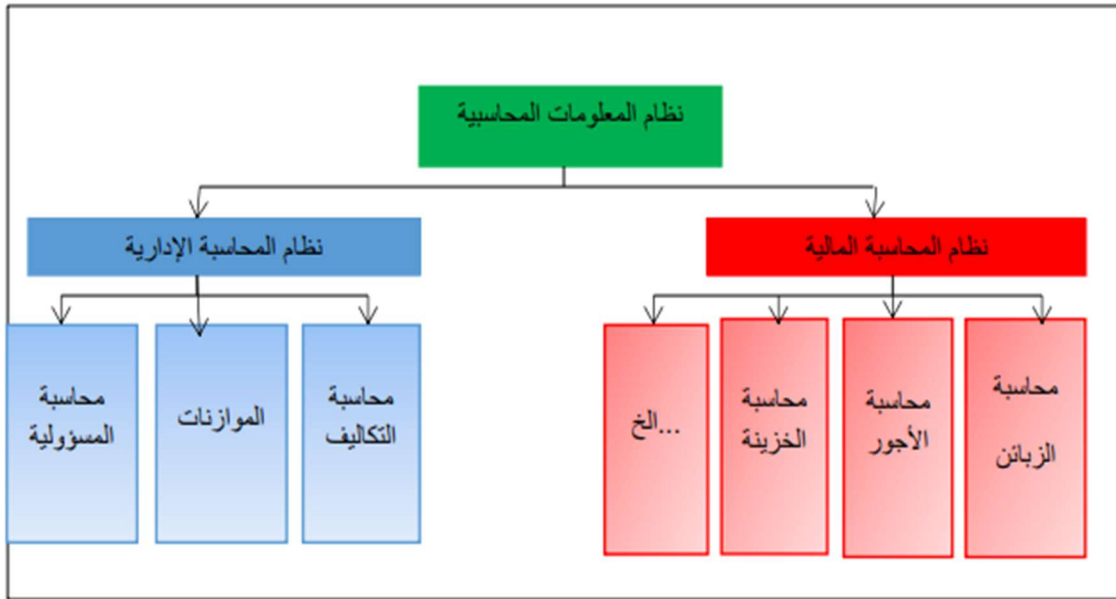 نظام المعلومات المحاسبية
نظام المحاسبة المالية
نظام المحاسبة الإدارية
محاسبة
الزبائن
محاسبة
الأجور
محاسبة
الخزينة
...الخ
محاسبة
التكاليف
الموازنات
محاسبة
المسؤولية